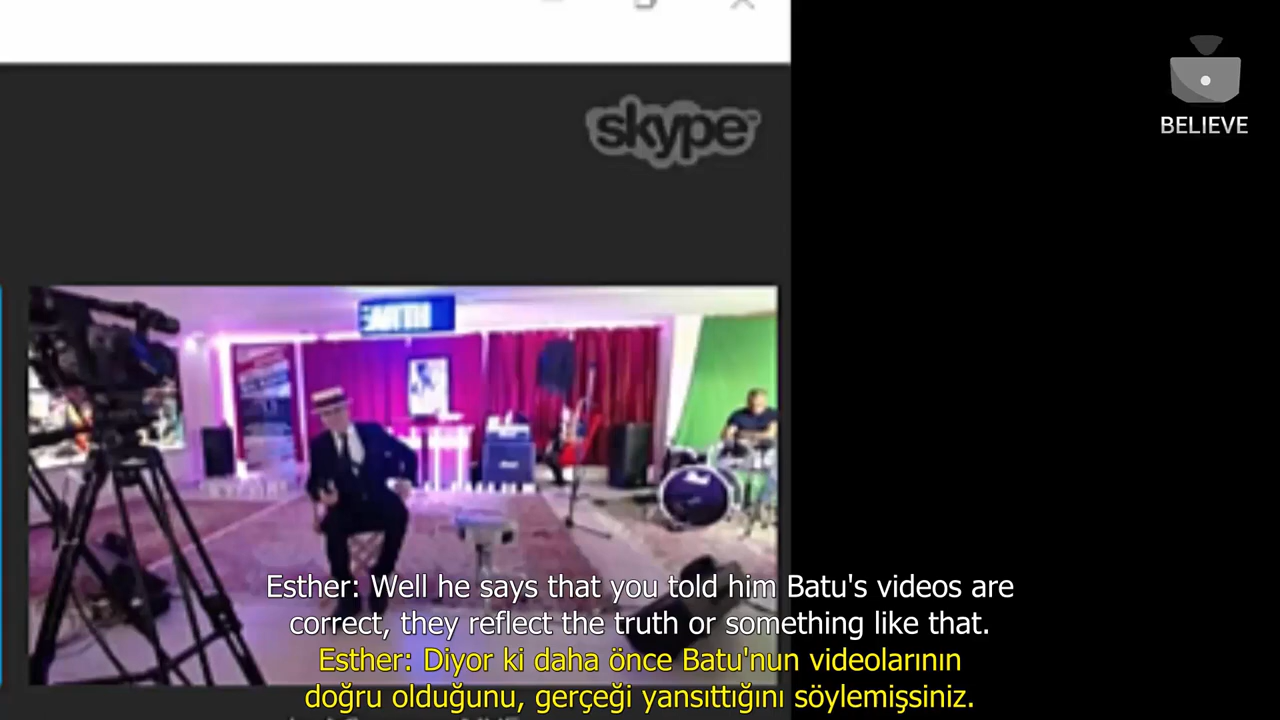 skype™
BELIEVE
Esther: Well he says that you told him Batu's videos are
correct, they reflect the truth or something like that.
Esther: Diyor ki daha önce Batu'nun videolarının
doğru olduğunu, gerçeği yansıttığını söylemişsiniz.